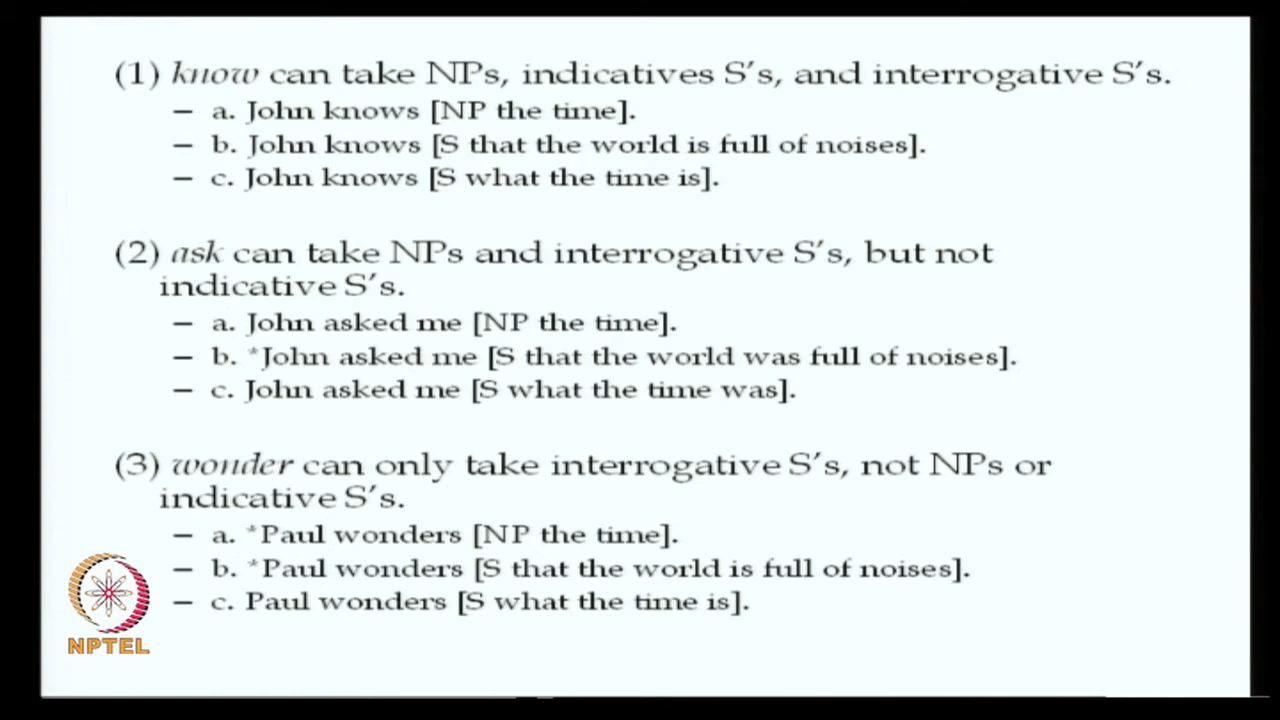 (1) know can take NPs, indicatives S's, and interrogative S's.
– a. John knows [NP the time].
– b. John knows [S that the world is full of noises].
– c. John knows [S what the time is].
(2) ask can take NPs and interrogative S's, but not
indicative S's.
– a. John asked me [NP the time].
– b. *John asked me [S that the world was full of noises].
– c. John asked me [S what the time was].
(3) wonder can only take interrogative S's, not NPs or
indicative S's.
– a. *Paul wonders [NP the time].
– b. *Paul wonders [S that the world is full of noises].
– c. Paul wonders [S what the time is].
NPTEL